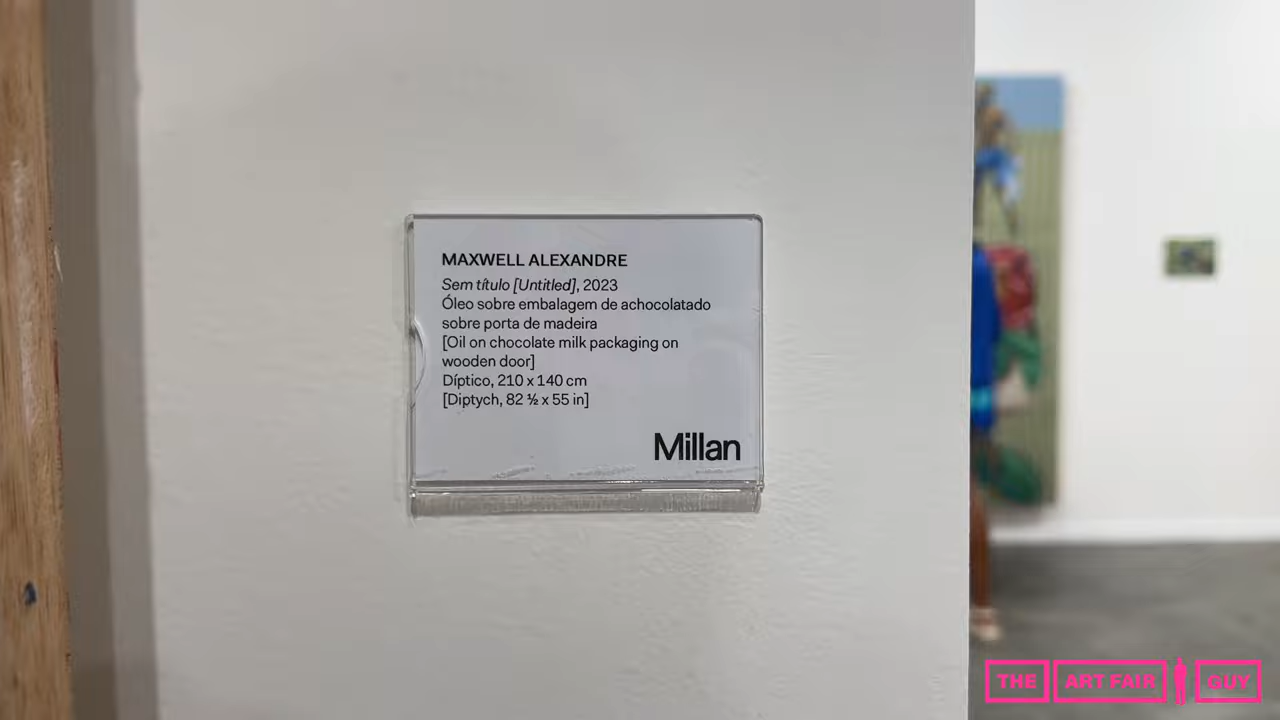 MAXWELL ALEXANDRE
Sem título [Untitled], 2023
Óleo sobre embalagem de achocolatado
sobre porta de madeira
[Oil on chocolate milk packaging on
wooden door]
Díptico, 210 x 140 cm
[Diptych, 82 ½ x 55 in]
Millan
THE ART FAIR GUY